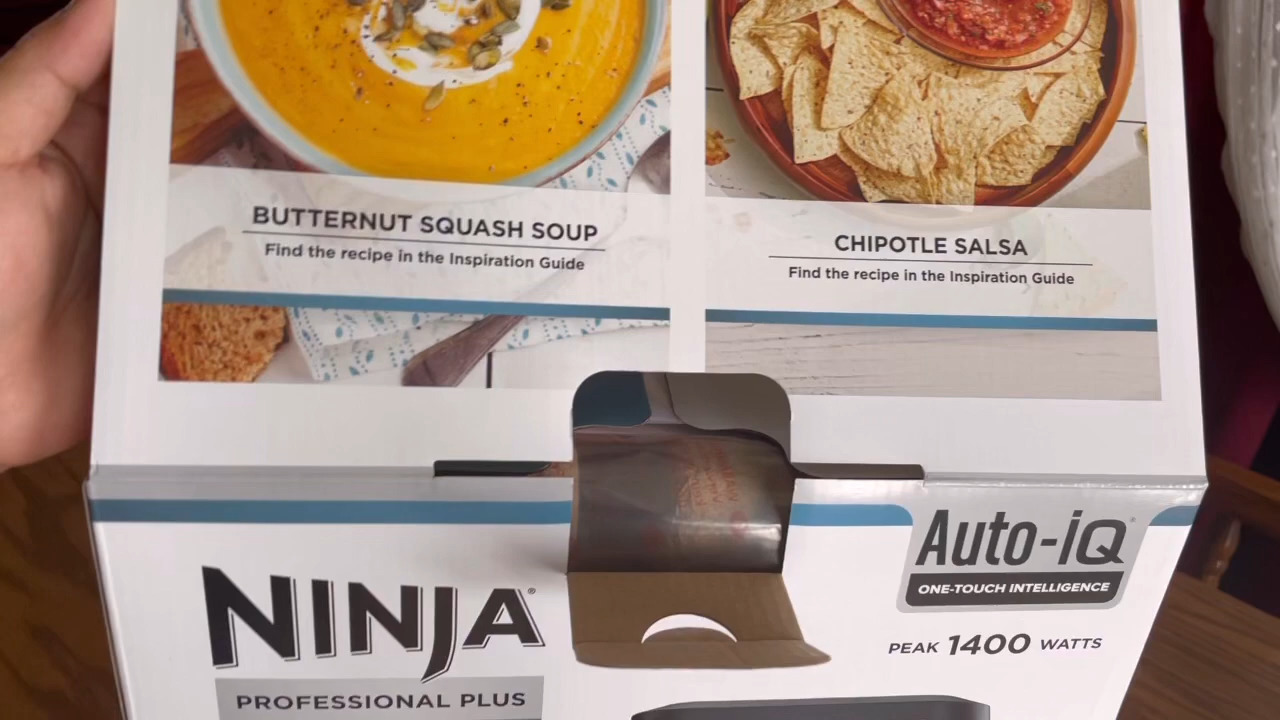 BUTTERNUT SQUASH SOUP
Find the recipe in the Inspiration Guide
CHIPOTLE SALSA
Find the recipe in the Inspiration Guide
Auto-iQ®
ONE-TOUCH INTELLIGENCE
NINJA®
PEAK 1400 WATTS
PROFESSIONAL PLUS